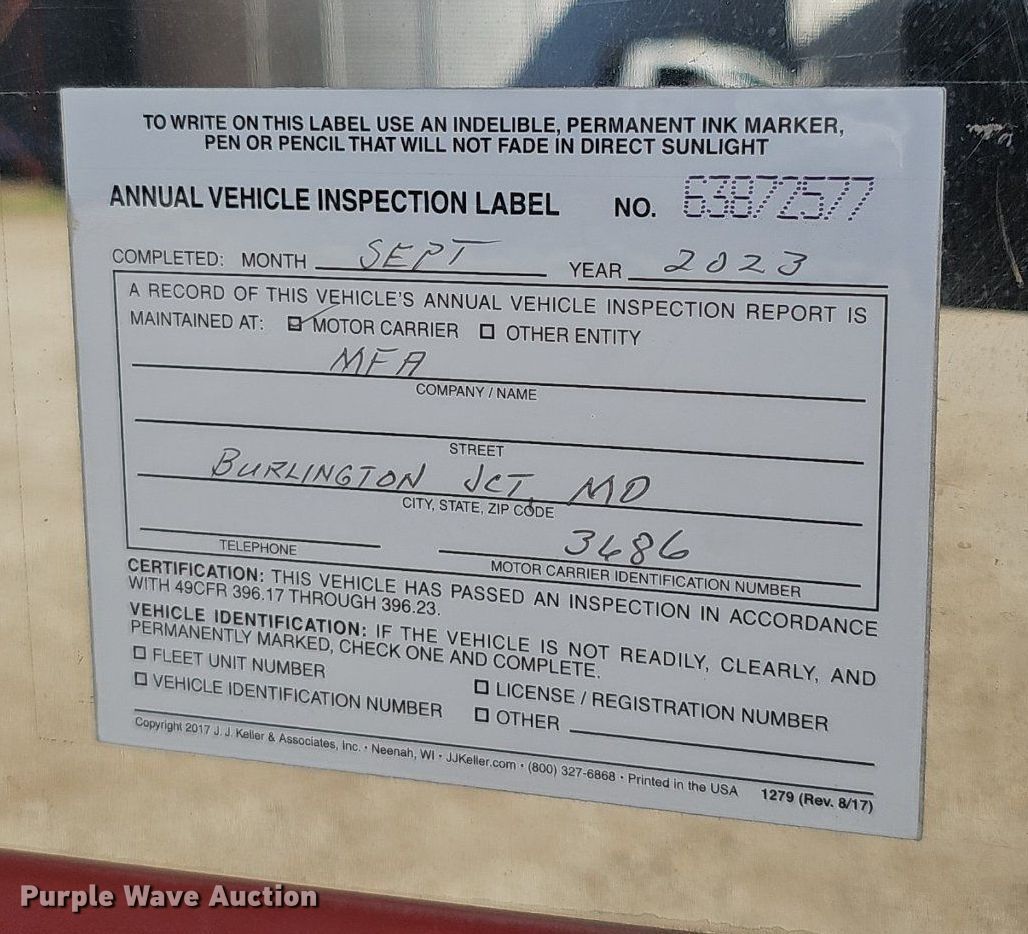 TO WRITE ON THIS LABEL USE AN INDELIBLE, PERMANENT INK MARKER,
PEN OR PENCIL THAT WILL NOT FADE IN DIRECT SUNLIGHT
ANNUAL VEHICLE INSPECTION LABEL NO. 63872577
COMPLETED: MONTH SEPT YEAR 2023
A RECORD OF THIS VEHICLE'S ANNUAL VEHICLE INSPECTION REPORT IS
MAINTAINED AT: MOTOR CARRIER OTHER ENTITY
MFA
COMPANY / NAME
STREET
BURLINGTON JCT, MO
CITY, STATE, ZIP CODE
3686
TELEPHONE MOTOR CARRIER IDENTIFICATION NUMBER
CERTIFICATION: THIS VEHICLE HAS PASSED AN INSPECTION IN ACCORDANCE
WITH 49CFR 396.17 THROUGH 396.23.
VEHICLE IDENTIFICATION: IF THE VEHICLE IS NOT READILY, CLEARLY, AND
PERMANENTLY MARKED, CHECK ONE AND COMPLETE.
FLEET UNIT NUMBER LICENSE / REGISTRATION NUMBER
VEHICLE IDENTIFICATION NUMBER OTHER
Copyright 2017 J. J. Keller & Associates, Inc. • Neenah, WI • JJKeller.com • (800) 327-6868 • Printed in the USA 1279 (Rev. 8/17)
Purple Wave Auction